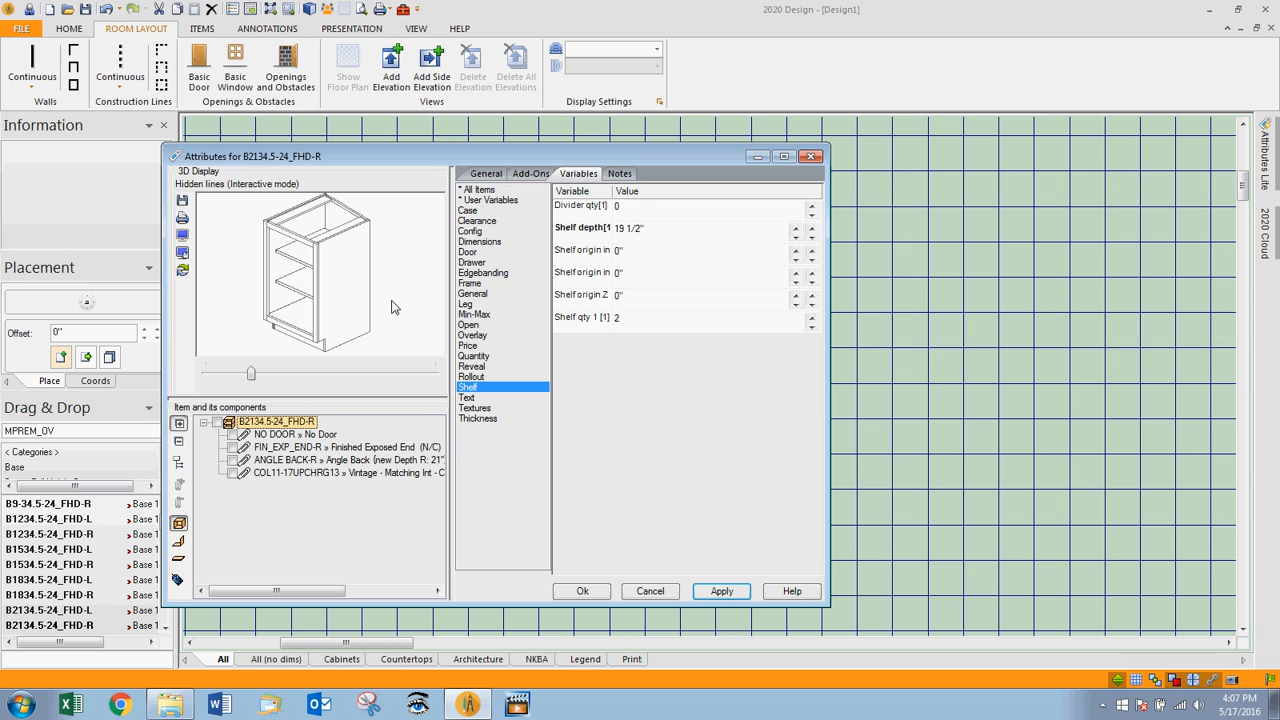 2020 Design - [Design1]
FILE HOME ROOM LAYOUT ITEMS ANNOTATIONS PRESENTATION VIEW HELP
Continuous
Walls
Continuous
Construction Lines
Basic Door
Basic Window
Openings and Obstacles
Openings & Obstacles
Show Floor Plan
Add Elevation
Add Side Elevation
Delete Elevation
Delete All Elevations
Views
Display Settings
Information
Placement
Offset: 0"
Place Coords
Drag & Drop
MPREM_OV
< Categories >
Base
B9-34.5-24_FHD-R Base 1
B1234.5-24_FHD-L Base 1
B1234.5-24_FHD-R Base 1
B1534.5-24_FHD-L Base 1
B1534.5-24_FHD-R Base 1
B1834.5-24_FHD-L Base 1
B1834.5-24_FHD-R Base 1
B2134.5-24_FHD-L Base 1
B2134.5-24_FHD-R Base 1
Attributes for B2134.5-24_FHD-R
3D Display
Hidden lines (Interactive mode)
Item and its components
B2134.5-24_FHD-R
NO DOOR » No Door
FIN_EXP_END-R » Finished Exposed End (N/C)
ANGLE BACK-R » Angle Back {new Depth R: 21"
COL11-17UPCHRG13 » Vintage - Matching Int - C
General Add-Ons Variables Notes
* All Items
* User Variables
Case
Clearance
Config
Dimensions
Door
Drawer
Edgebanding
Frame
General
Leg
Min-Max
Open
Overlay
Price
Quantity
Reveal
Rollout
Shelf
Text
Textures
Thickness
Variable Value
Divider qty[1] 0
Shelf depth[1 19 1/2"
Shelf origin in 0"
Shelf origin in 0"
Shelf origin Z 0"
Shelf qty 1 [1] 2
Ok Cancel Apply Help
Attributes Lite
2020 Cloud
All All (no dims) Cabinets Countertops Architecture NKBA Legend Print
4:07 PM
5/17/2016